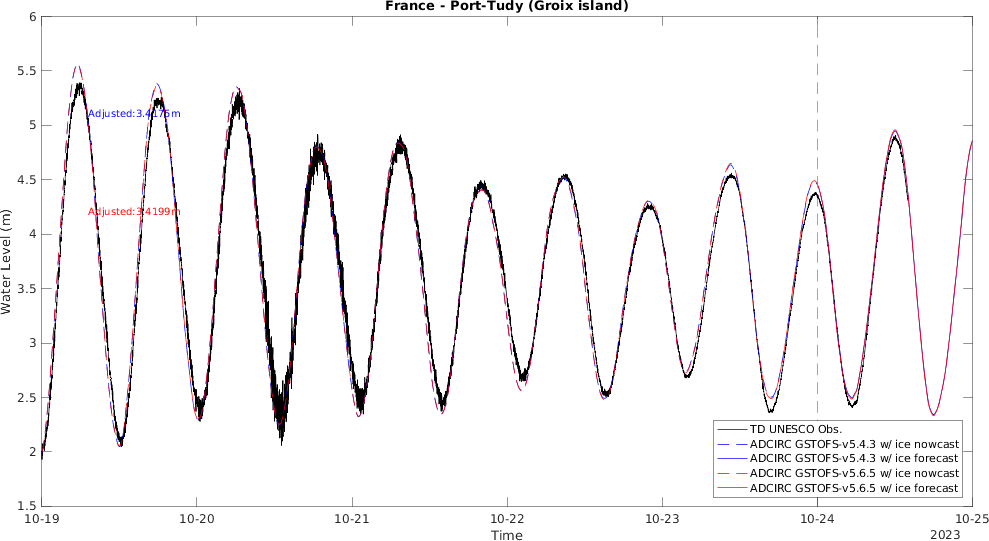 France - Port-Tudy (Groix island)
6
5.5
5
4.5
4
3.5
3
2.5
2
1.5
Water Level (m)
Adjusted:3.4175m
Adjusted:3.4199m
TD UNESCO Obs.
ADCIRC GSTOFS-v5.4.3 w/ ice nowcast
ADCIRC GSTOFS-v5.4.3 w/ ice forecast
ADCIRC GSTOFS-v5.6.5 w/ ice nowcast
ADCIRC GSTOFS-v5.6.5 w/ ice forecast
10-19 10-20 10-21 10-22 10-23 10-24 10-25
Time
2023